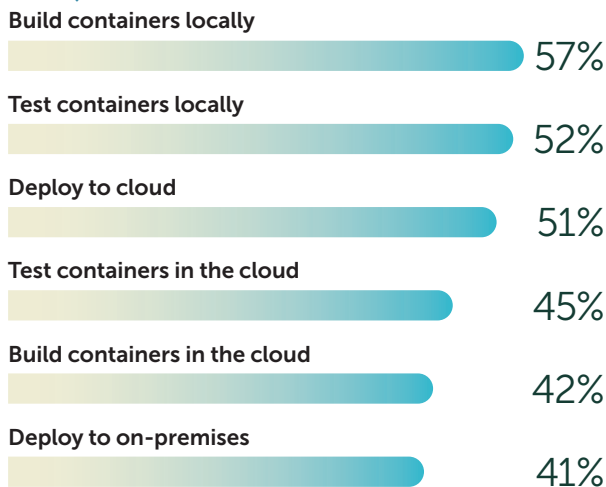 Build containers locally
57%
Test containers locally
52%
Deploy to cloud
51%
Test containers in the cloud
45%
Build containers in the cloud
42%
Deploy to on-premises
41%